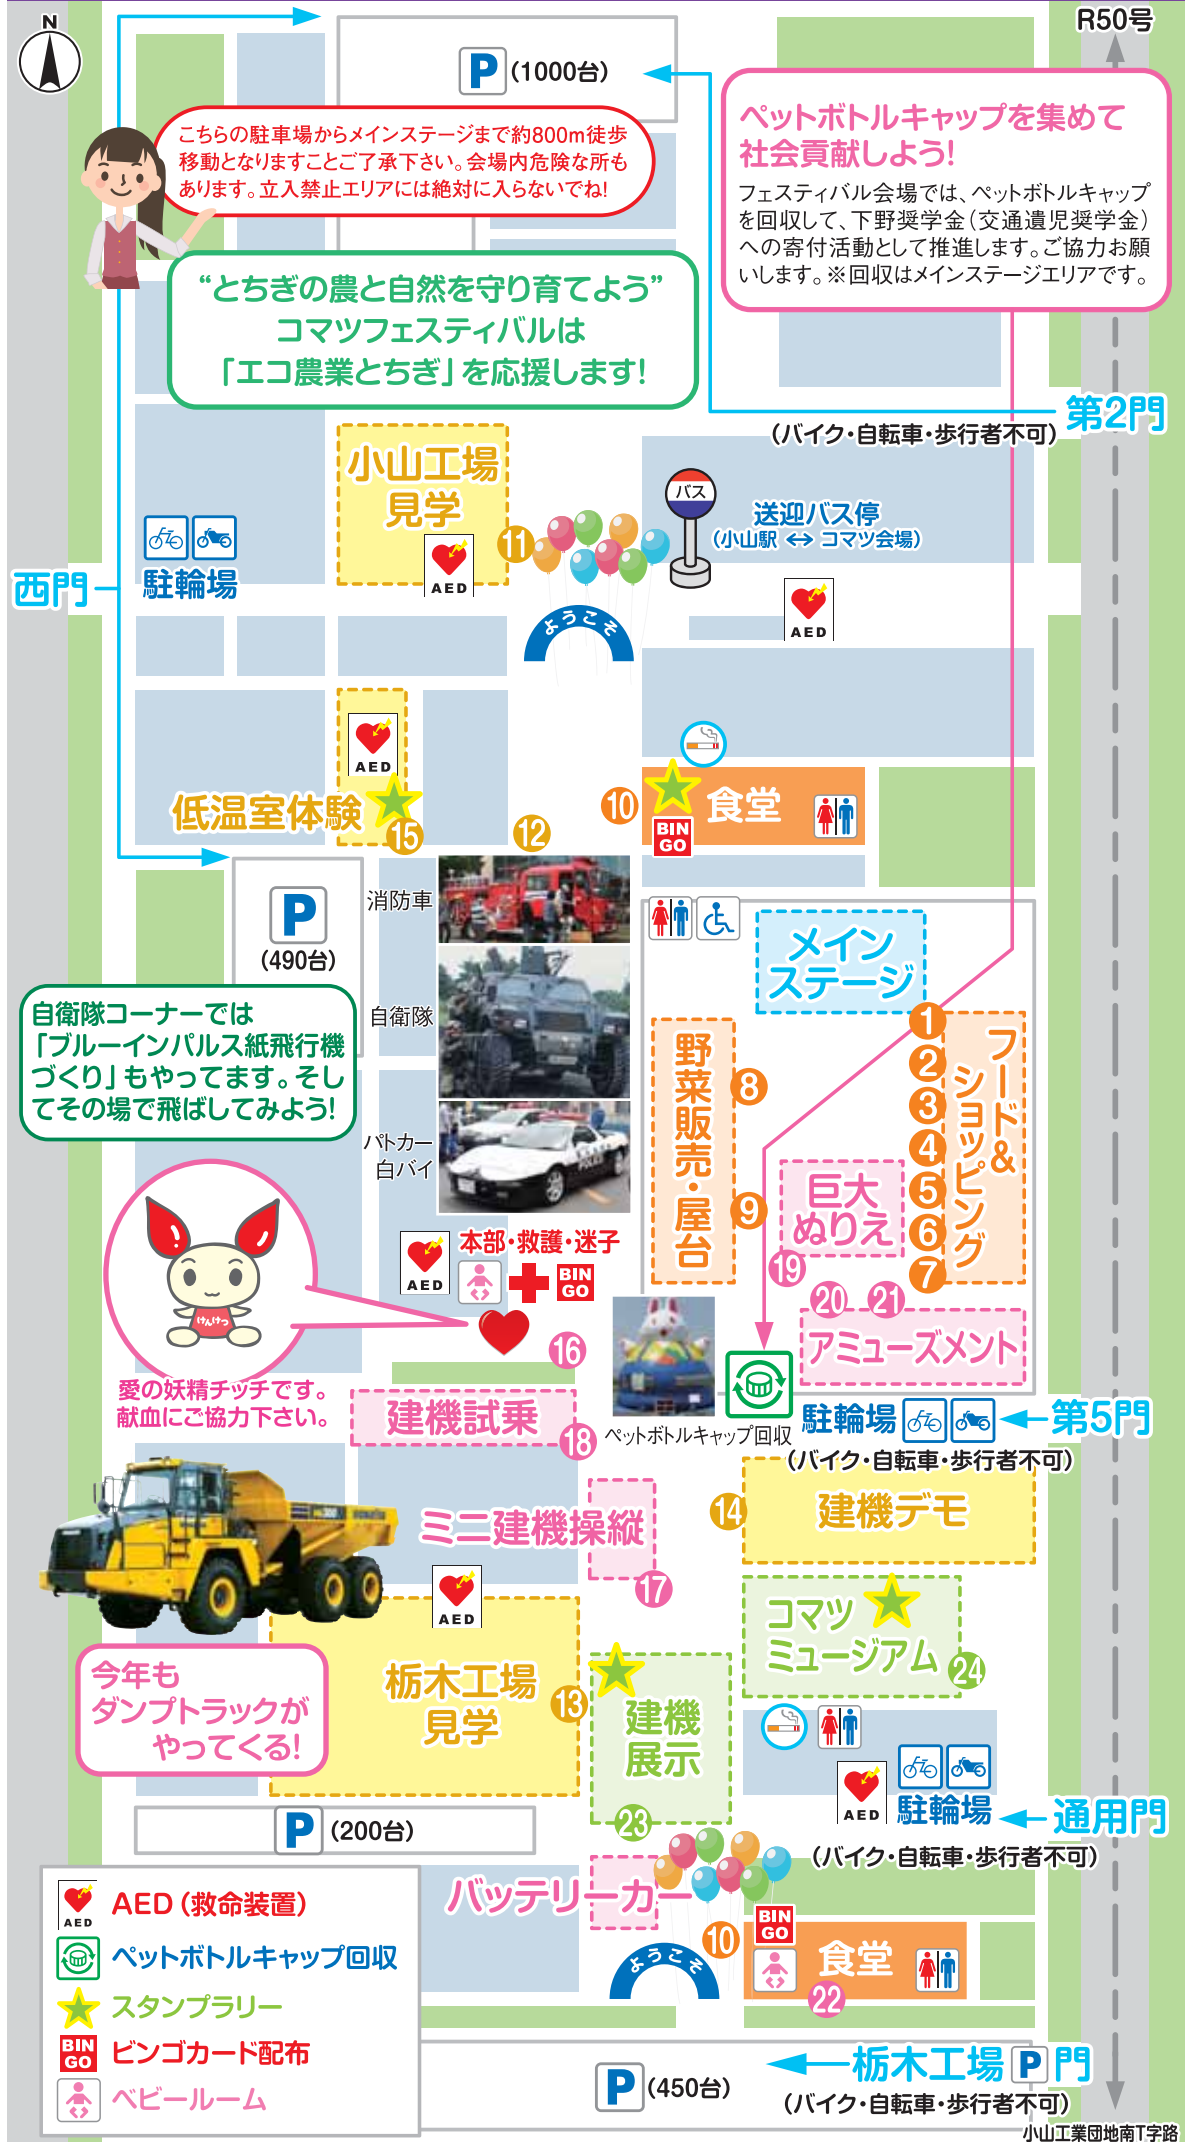 N
R50号
P (1000台)
こちらの駐車場からメインステージまで約800m徒歩
移動となりますことご了承下さい。会場内危険な所も
あります。立入禁止エリアには絶対に入らないでね!
ペットボトルキャップを集めて
社会貢献しよう!
フェスティバル会場では、ペットボトルキャップ
を回収して、下野奨学金(交通遺児奨学金)
への寄付活動として推進します。ご協力お願
いします。※回収はメインステージエリアです。
“とちぎの農と自然を守り育てよう”
コマツフェスティバルは
「エコ農業とちぎ」を応援します!
第2門
(バイク・自転車・歩行者不可)
小山工場
見学
11
AED
バス
送迎バス停
(小山駅 ↔ コマツ会場)
駐輪場
西門
ようこそ
AED
AED
低温室体験
15
12
10
食堂
BIN
GO
P
(490台)
消防車
自衛隊
パトカー
白バイ
メイン
ステージ
自衛隊コーナーでは
「ブルーインパルス紙飛行機
づくり」もやってます。そし
てその場で飛ばしてみよう!
野菜販売・屋台
8
9
1
2
3
4
5
6
7
フード&
ショッピング
巨大
ぬりえ
19
20
21
アミューズメント
AED
本部・救護・迷子
BIN
GO
けんけつ
愛の妖精チッチです。
献血にご協力下さい。
16
建機試乗
18
ペットボトルキャップ回収
駐輪場
第5門
(バイク・自転車・歩行者不可)
ミニ建機操縦
17
14
建機デモ
AED
コマツ
ミュージアム
24
今年も
ダンプトラックが
やってくる!
栃木工場
見学
13
建機
展示
23
AED
駐輪場
通用門
(バイク・自転車・歩行者不可)
P (200台)
バッテリーカー
ようこそ
10
BIN
GO
食堂
22
AED
AED(救命装置)
ペットボトルキャップ回収
スタンプラリー
BIN
GO
ビンゴカード配布
ベビールーム
P (450台)
栃木工場 P 門
(バイク・自転車・歩行者不可)
小山工業団地南T字路